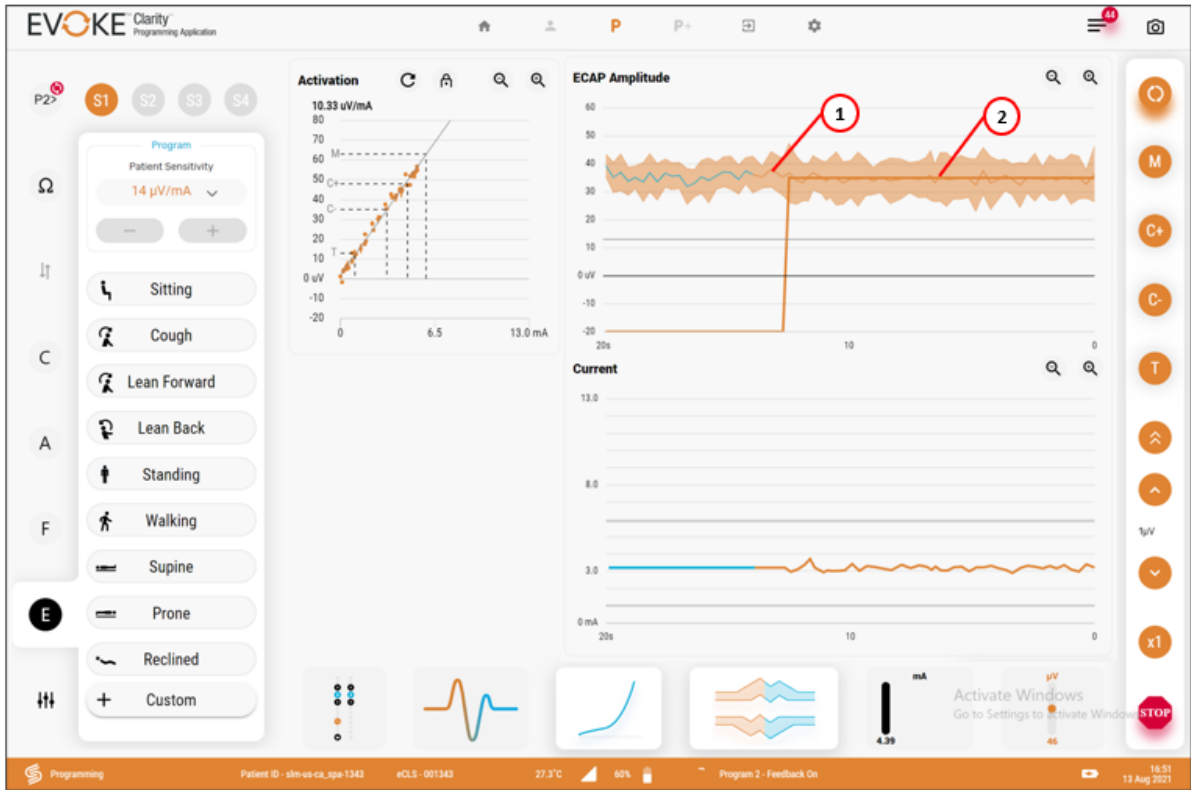 EVOKE Clarity™
Programming Application
P
P+
44
P2>
S1
S2
S3
S4
Program
Patient Sensitivity
14 µV/mA
−
+
Ω
C
A
F
E
Sitting
Cough
Lean Forward
Lean Back
Standing
Walking
Supine
Prone
Reclined
+ Custom
Activation
10.33 uV/mA
80
70
60
50
40
30
20
10
0 uV
-10
-20
M
C+
C-
T
0
6.5
13.0 mA
ECAP Amplitude
60
50
40
30
20
10
0 uV
-10
-20
20s
10
0
1
2
Current
13.0
8.0
3.0
0 mA
20s
10
0
M
C+
C-
T
1µV
x1
STOP
mA
4.39
µV
46
Activate Windows
Go to Settings to activate Windows
Programming
Patient ID - slm-us-ca_spa-1343
eCLS - 001343
27.3°C
60%
Program 2 - Feedback On
16:51
13 Aug 2021